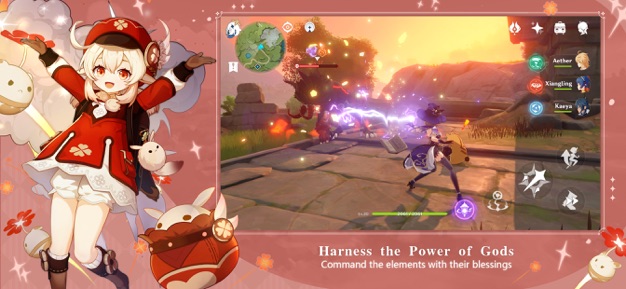 Aether
Xiangling
Kaeya
Harness the Power of Gods
Command the elements with their blessings